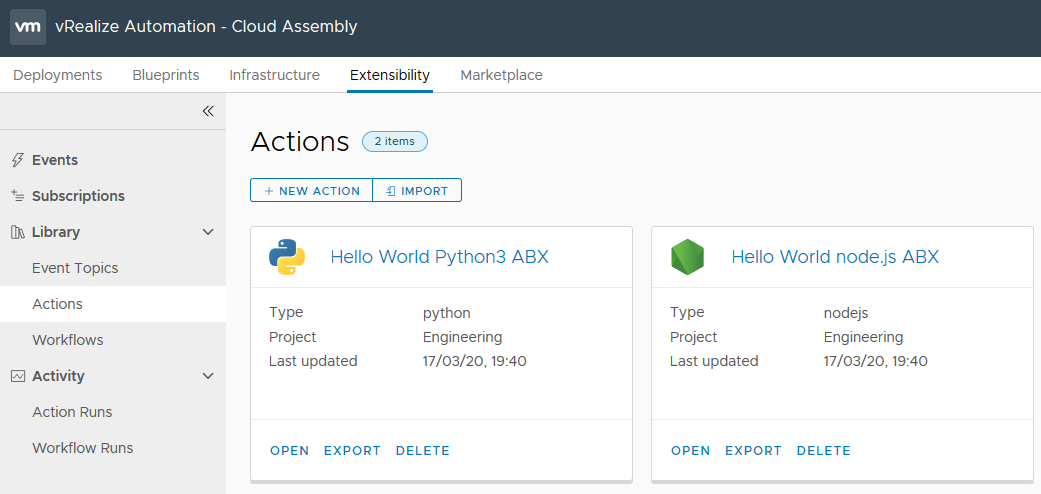 vm vRealize Automation - Cloud Assembly
Deployments Blueprints Infrastructure Extensibility Marketplace
Events
Subscriptions
Library
Event Topics
Actions
Workflows
Activity
Action Runs
Workflow Runs
Actions 2 items
+ NEW ACTION IMPORT
Hello World Python3 ABX
Type python
Project Engineering
Last updated 17/03/20, 19:40
OPEN EXPORT DELETE
Hello World node.js ABX
Type nodejs
Project Engineering
Last updated 17/03/20, 19:40
OPEN EXPORT DELETE